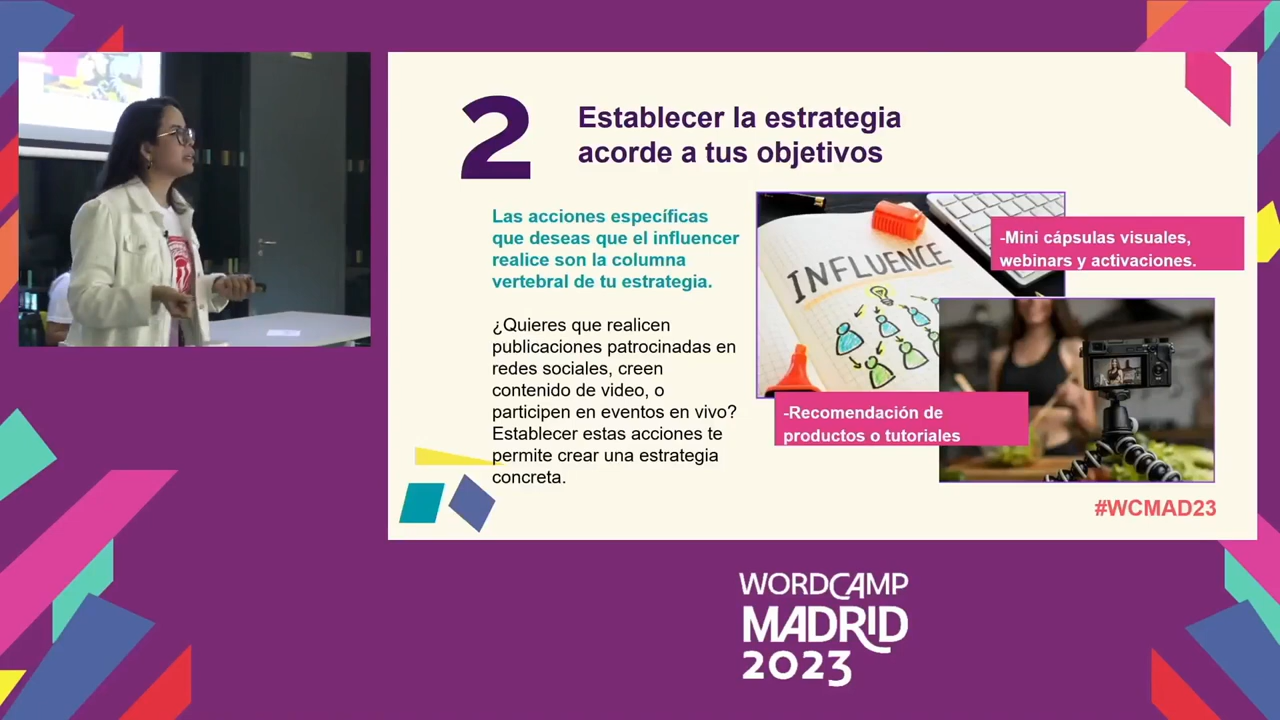 2
Establecer la estrategia
acorde a tus objetivos
Las acciones específicas
que deseas que el influencer
realice son la columna
vertebral de tu estrategia.
¿Quieres que realicen
publicaciones patrocinadas en
redes sociales, creen
contenido de video, o
participen en eventos en vivo?
Establecer estas acciones te
permite crear una estrategia
concreta.
INFLUENCE
-Mini cápsulas visuales,
webinars y activaciones.
-Recomendación de
productos o tutoriales
#WCMAD23
WORDCAMP
MADRID
2023